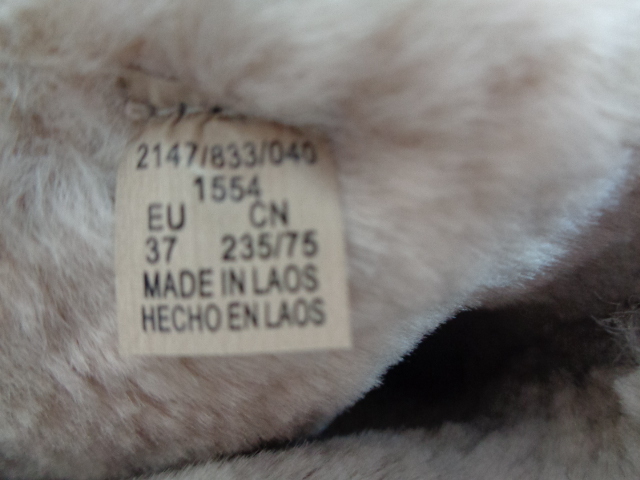 2147/833/040
1554
EU CN
37 235/75
MADE IN LAOS
HECHO EN LAOS